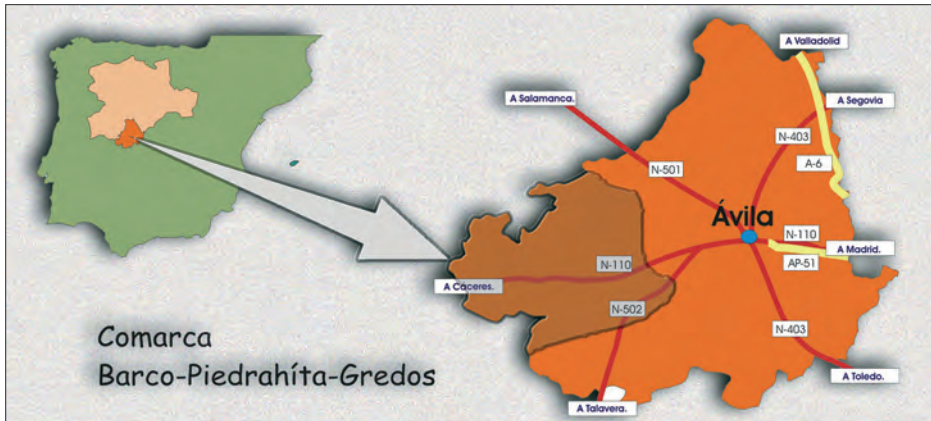 A Valladolid
A Salamanca.
A Segovia
N-403
A-6
N-501
Ávila
N-110
A Madrid.
AP-51
N-110
A Cáceres.
N-502
N-403
Comarca
Barco-Piedrahíta-Gredos
A Toledo.
A Talavera.